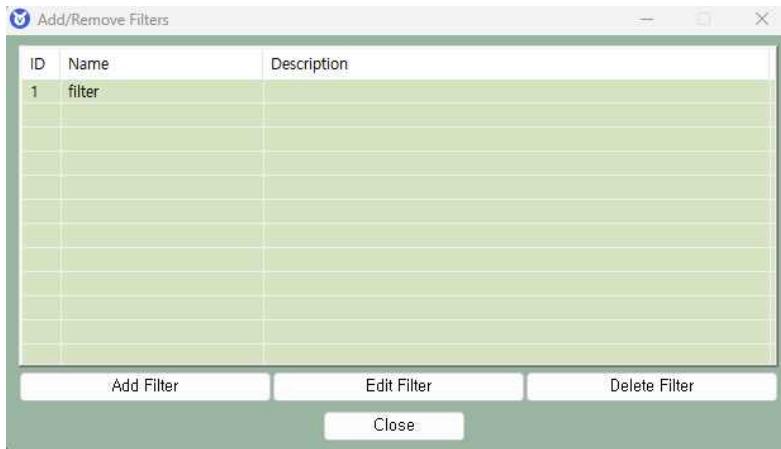 Add/Remove Filters
ID Name Description
1 filter
Add Filter Edit Filter Delete Filter
Close